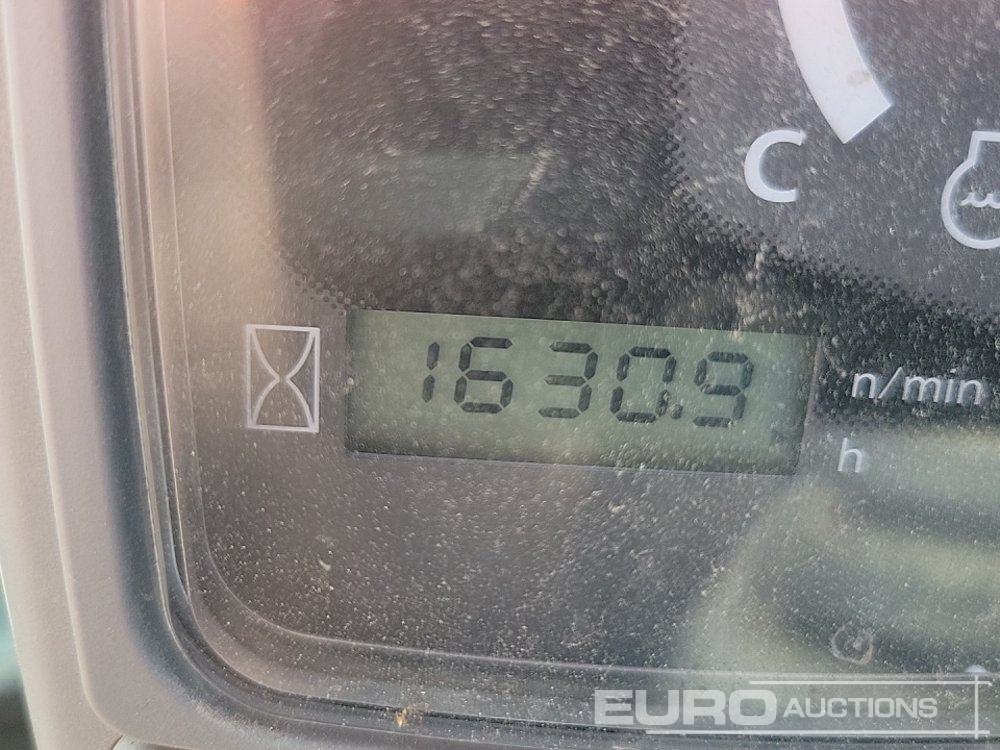 C
1630.9
n/min
h
EURO AUCTIONS